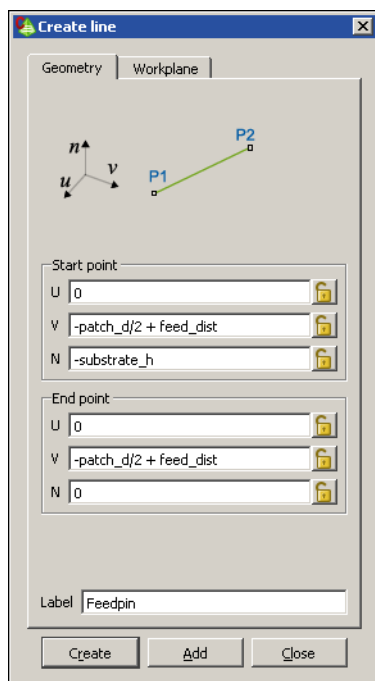 Create line
Geometry Workplane
n
u v
P1 P2
Start point
U 0
V -patch_d/2 + feed_dist
N -substrate_h
End point
U 0
V -patch_d/2 + feed_dist
N 0
Label Feedpin
Create Add Close